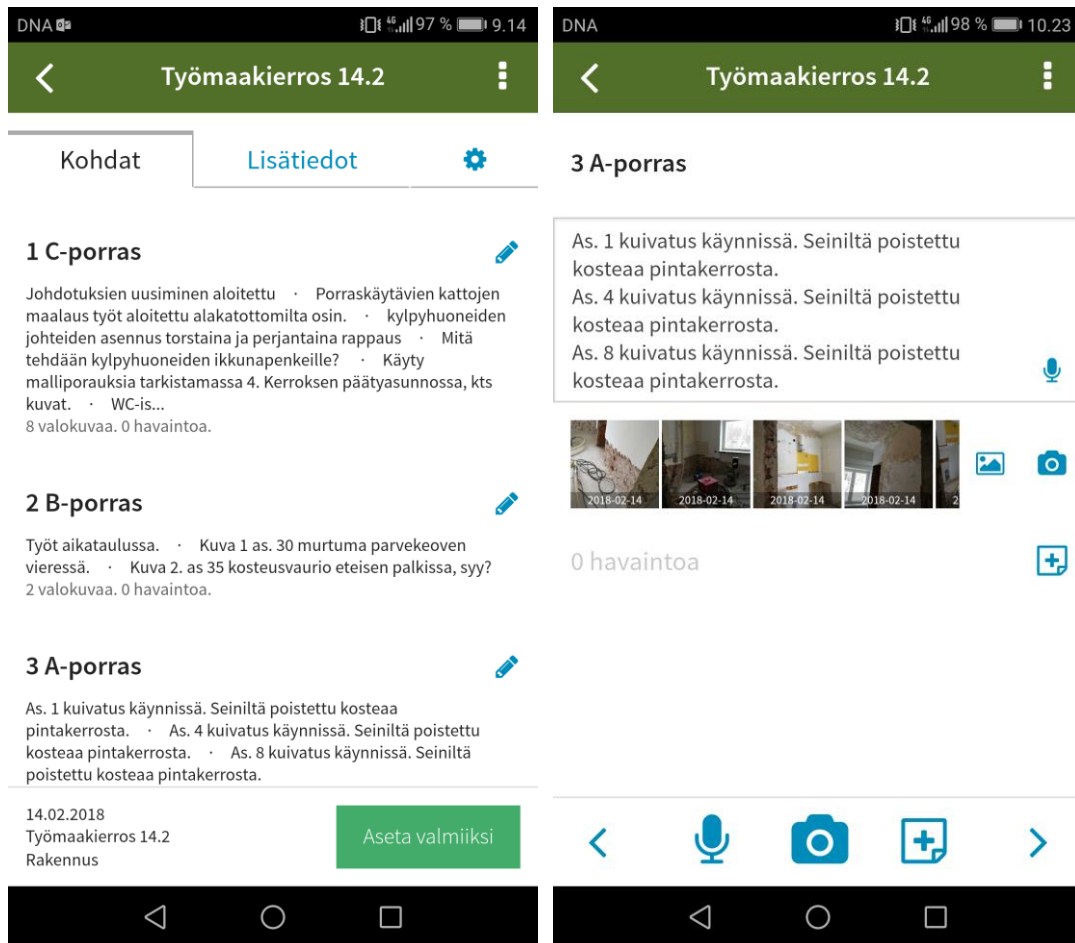 DNA 46 97 % 9.14
Työmaakierros 14.2
Kohdat Lisätiedot
1 C-porras
Johdotuksien uusiminen aloitettu · Porraskäytävien kattojen
maalaus työt aloitettu alakatottomilta osin. · kylpyhuoneiden
johteiden asennus torstaina ja perjantaina rappaus · Mitä
tehdään kylpyhuoneiden ikkunapenkeille? · Käyty
malliporauksia tarkistamassa 4. Kerroksen päätyasunnossa, kts
kuvat. · WC-is...
8 valokuvaa. 0 havaintoa.
2 B-porras
Työt aikataulussa. · Kuva 1 as. 30 murtuma parvekeoven
vieressä. · Kuva 2. as 35 kosteusvaurio eteisen palkissa, syy?
2 valokuvaa. 0 havaintoa.
3 A-porras
As. 1 kuivatus käynnissä. Seiniltä poistettu kosteaa
pintakerrosta. · As. 4 kuivatus käynnissä. Seiniltä poistettu
kosteaa pintakerrosta. · As. 8 kuivatus käynnissä. Seiniltä
poistettu kosteaa pintakerrosta.
14.02.2018
Työmaakierros 14.2
Rakennus
Aseta valmiiksi
DNA 46 98 % 10.23
Työmaakierros 14.2
3 A-porras
As. 1 kuivatus käynnissä. Seiniltä poistettu
kosteaa pintakerrosta.
As. 4 kuivatus käynnissä. Seiniltä poistettu
kosteaa pintakerrosta.
As. 8 kuivatus käynnissä. Seiniltä poistettu
kosteaa pintakerrosta.
2018-02-14 2018-02-14 2018-02-14 2018-02-14 2
0 havaintoa